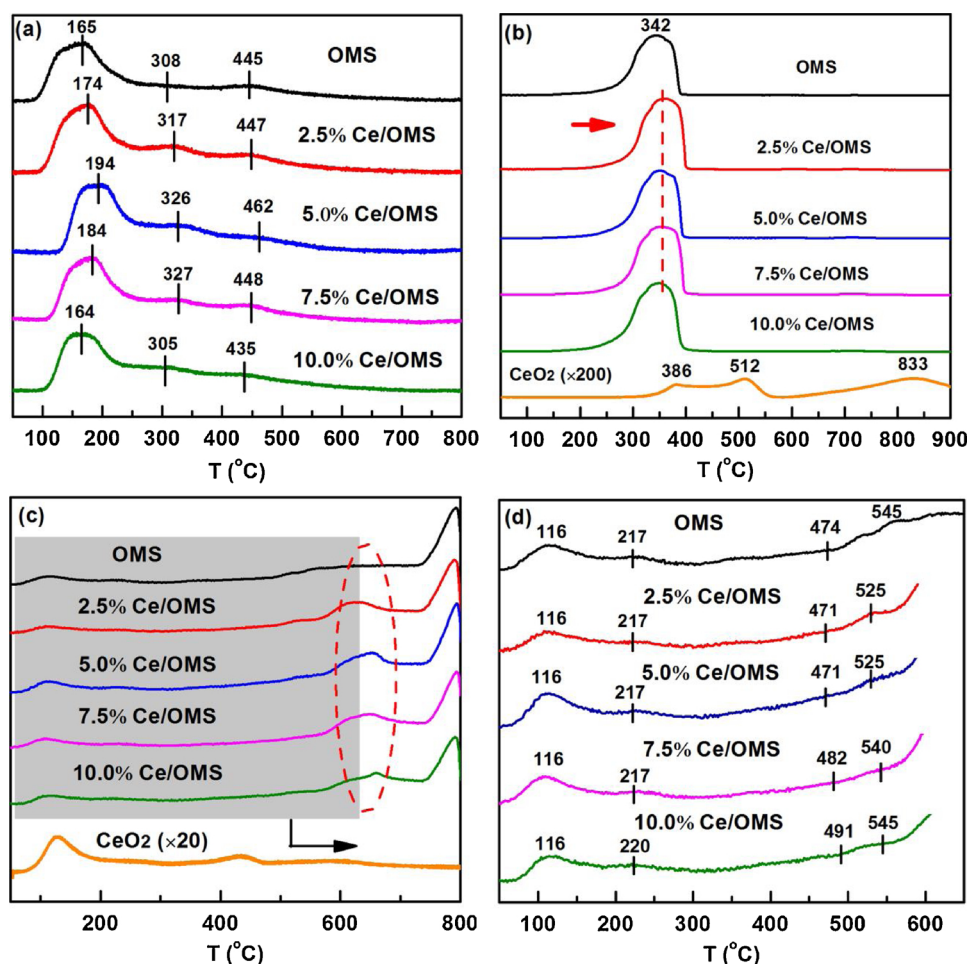 (a)
165
308
445
OMS
174
317
447
2.5% Ce/OMS
194
326
462
5.0% Ce/OMS
184
327
448
7.5% Ce/OMS
164
305
435
10.0% Ce/OMS
100 200 300 400 500 600 700 800
T (°C)
(b)
342
OMS
2.5% Ce/OMS
5.0% Ce/OMS
7.5% Ce/OMS
10.0% Ce/OMS
CeO2 (×200)
386
512
833
100 200 300 400 500 600 700 800 900
T (°C)
(c)
OMS
2.5% Ce/OMS
5.0% Ce/OMS
7.5% Ce/OMS
10.0% Ce/OMS
CeO2 (×20)
200 400 600 800
T (°C)
(d)
OMS
116
217
474
545
2.5% Ce/OMS
116
217
471
525
5.0% Ce/OMS
116
217
471
525
7.5% Ce/OMS
116
217
482
540
10.0% Ce/OMS
116
220
491
545
100 200 300 400 500 600
T (°C)